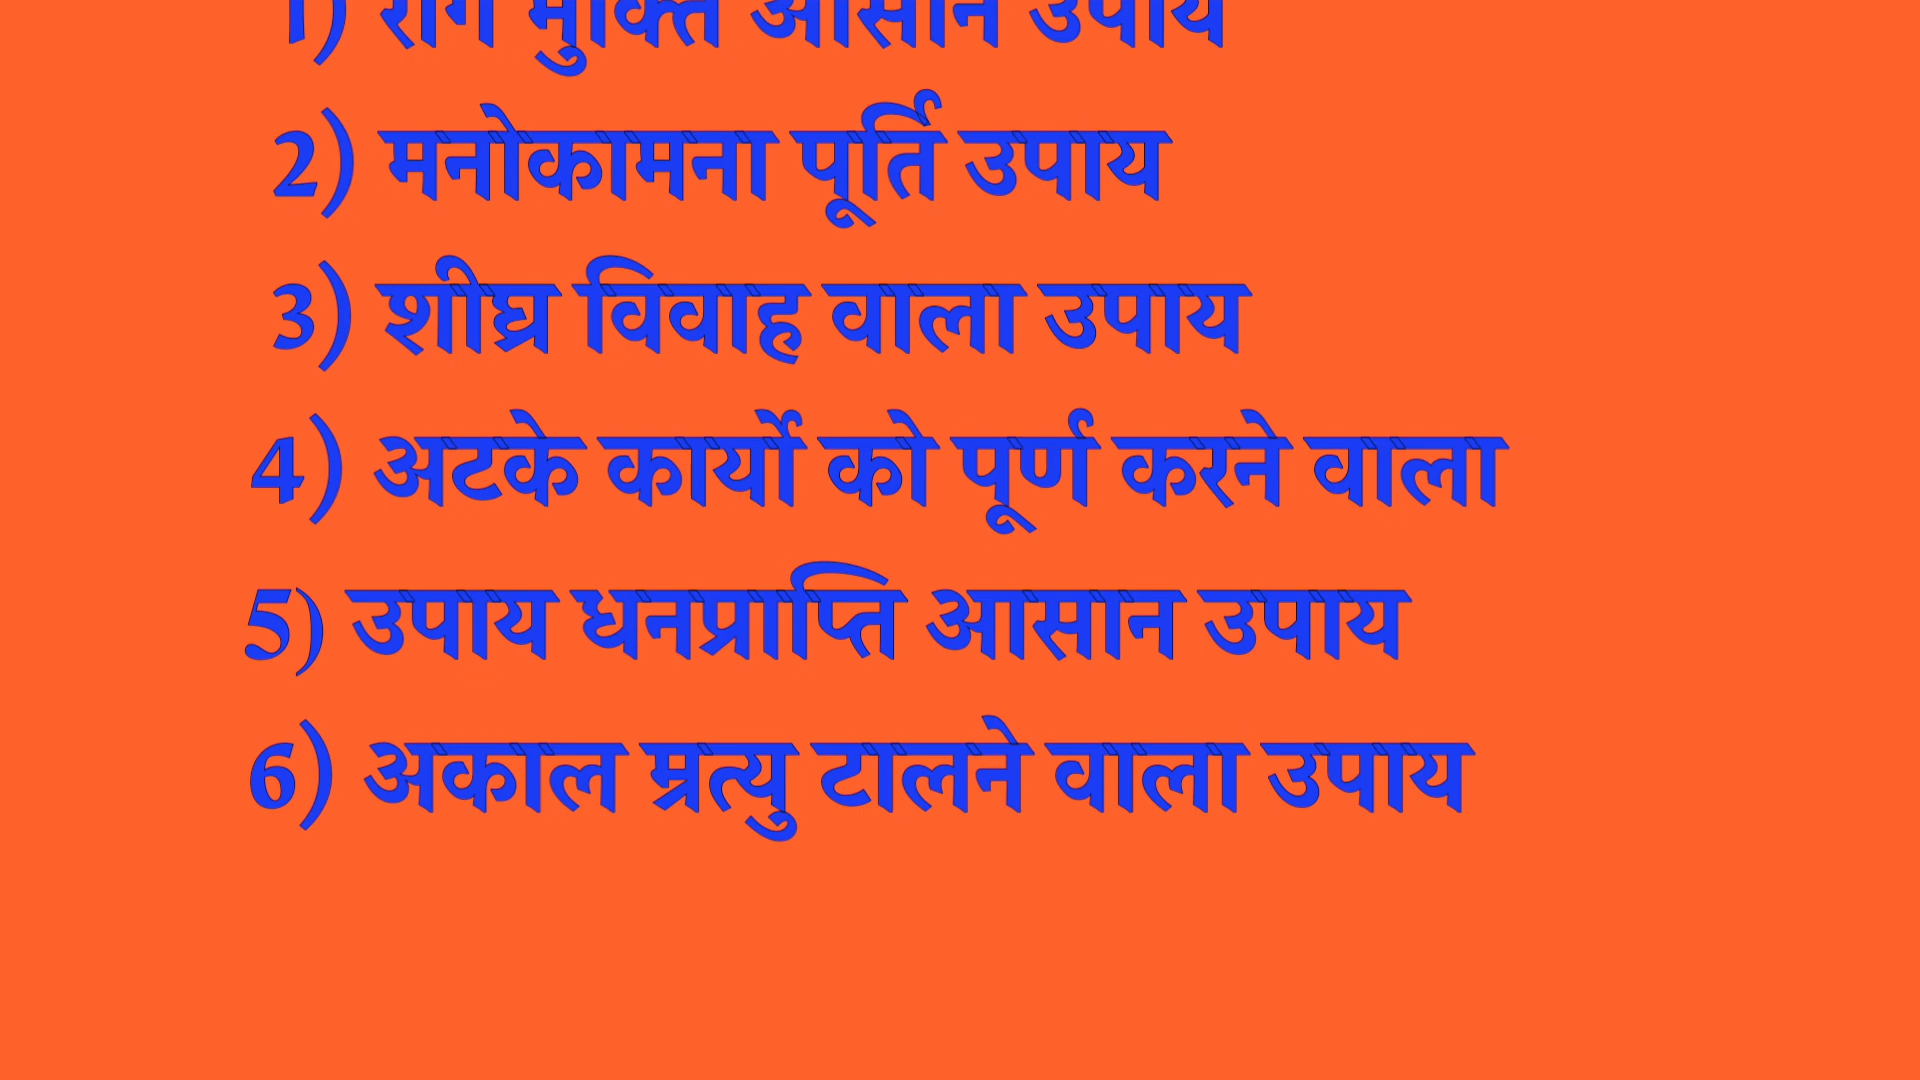 1) रोग मुक्ति आसान उपाय
2) मनोकामना पूर्ति उपाय
3) शीघ्र विवाह वाला उपाय
4) अटके कार्यो को पूर्ण करने वाला
5) उपाय धनप्राप्ति आसान उपाय
6) अकाल म्रत्यु टालने वाला उपाय